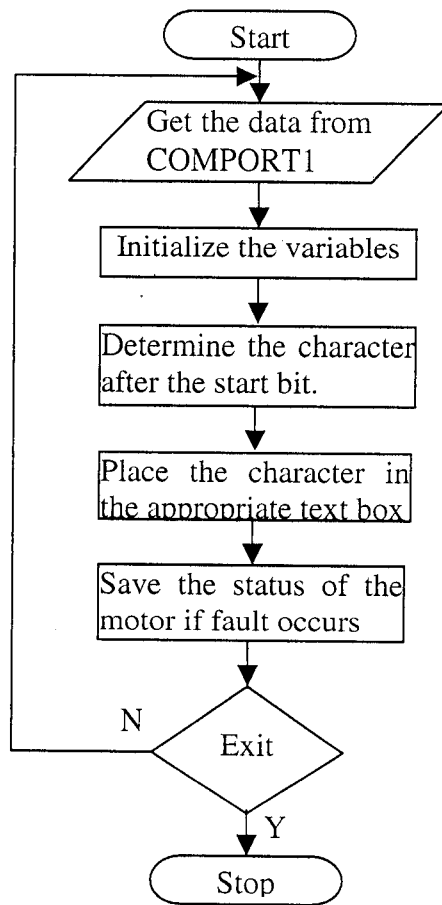 Start
Get the data from
COMPORT1
Initialize the variables
Determine the character
after the start bit.
Place the character in
the appropriate text box
Save the status of the
motor if fault occurs
N
Exit
Y
Stop